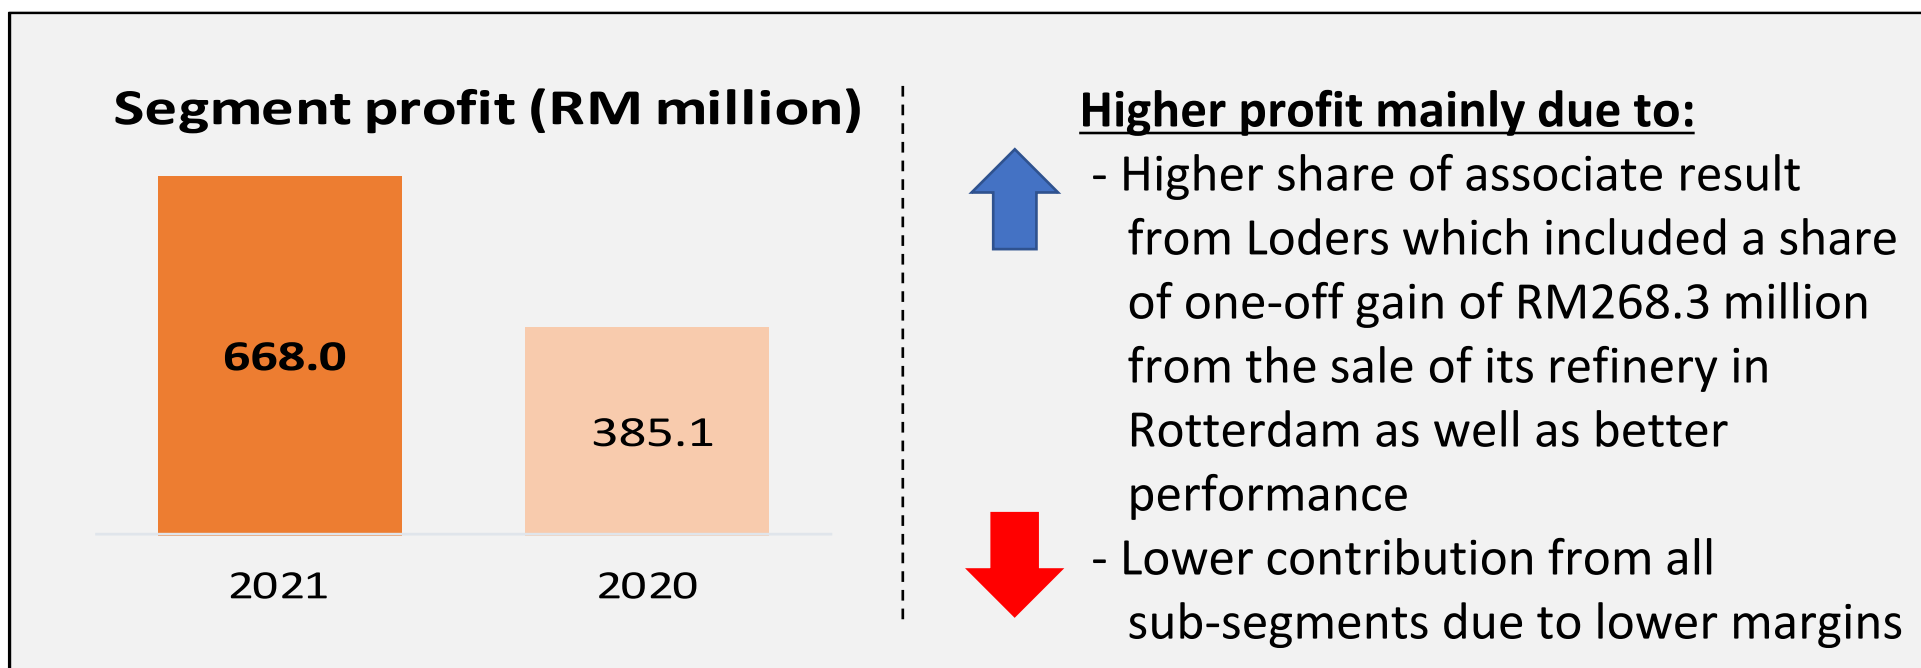 Segment profit (RM million)
668.0
385.1
2021
2020
Higher profit mainly due to:
- Higher share of associate result
from Loders which included a share
of one-off gain of RM268.3 million
from the sale of its refinery in
Rotterdam as well as better
performance
- Lower contribution from all
sub-segments due to lower margins